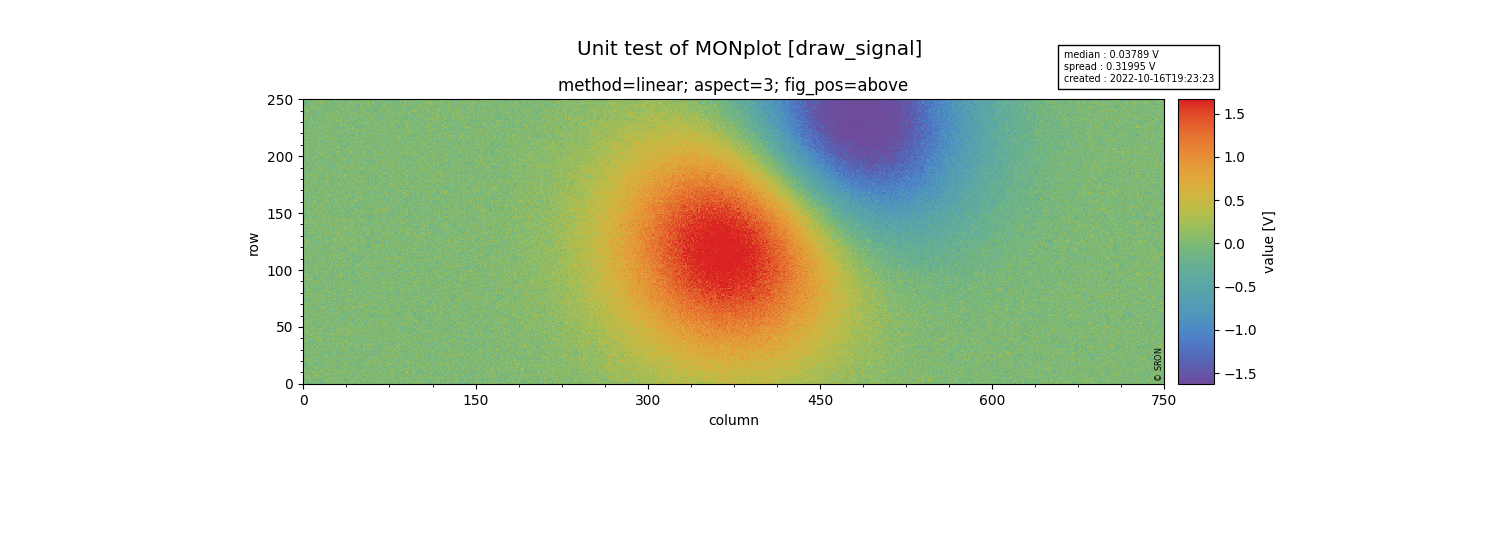 Unit test of MONplot [draw_signal]
median : 0.03789 V
spread : 0.31995 V
created : 2022-10-16T19:23:23
method=linear; aspect=3; fig_pos=above
250
200
150
100
50
0
row
0 150 300 450 600 750
column
© SRON
1.5
1.0
0.5
0.0
−0.5
−1.0
−1.5
value [V]